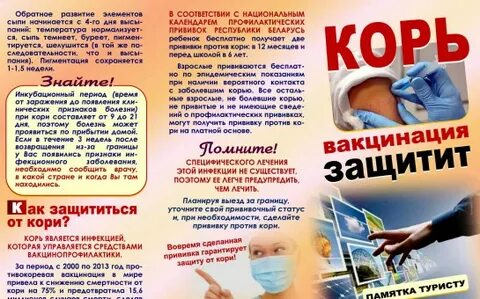 Обратное развитие элементов
сыпи начинается с 4-го дня высы-
паний: температура нормализует-
ся, сыпь темнеет, буреет, пигмен-
тируется, шелушится (в той же по-
следовательности, что и высы-
пания). Пигментация сохраняется
1-1,5 недели.
Знайте!
Инкубационный период (время
от заражения до появления кли-
нических признаков болезни)
при кори составляет от 9 до 21
дня, поэтому болезнь может
проявиться по прибытии домой.
Если в течение 3 недель после
возвращения из-за границы
у Вас появились признаки ин-
фекционного заболевания,
необходимо сообщить врачу,
в какой стране и когда Вы там
находились.
Как защититься
от кори?
КОРЬ ЯВЛЯЕТСЯ ИНФЕКЦИЕЙ,
КОТОРАЯ УПРАВЛЯЕТСЯ СРЕДСТВАМИ
ВАКЦИНОПРОФИЛАКТИКИ.
За период с 2000 по 2013 год про-
тивокоревая вакцинация в мире
привела к снижению смертности от
кори на 75% и предотвратила 15,6
В СООТВЕТСТВИИ С НАЦИОНАЛЬНЫМ
КАЛЕНДАРЕМ ПРОФИЛАКТИЧЕСКИХ
ПРИВИВОК РЕСПУБЛИКИ БЕЛАРУСЬ
ребенок бесплатно получает две
прививки против кори: в 12 месяцев и
перед школой в 6 лет.
Взрослые прививаются бесплат-
но по эпидемическим показаниям
при наличии вероятного контакта
с заболевшим корью. Все осталь-
ные взрослые, не болевшие корью,
не привитые и не имеющие сведе-
ний о профилактических прививках,
могут получить прививку против ко-
ри на платной основе.
Помните!
СПЕЦИФИЧЕСКОГО ЛЕЧЕНИЯ
ЭТОЙ ИНФЕКЦИИ НЕ СУЩЕСТВУЕТ,
ПОЭТОМУ ЕЕ ЛЕГЧЕ ПРЕДУПРЕДИТЬ,
ЧЕМ ЛЕЧИТЬ.
Планируя выезд за границу,
уточните свой прививочный статус
и, при необходимости, сделайте
прививку против кори.
Вовремя сделанная
прививка гарантирует
защиту от кори!
КОРЬ
вакцинация
ЗАЩИТИТ
ПАМЯТКА ТУРИСТУ